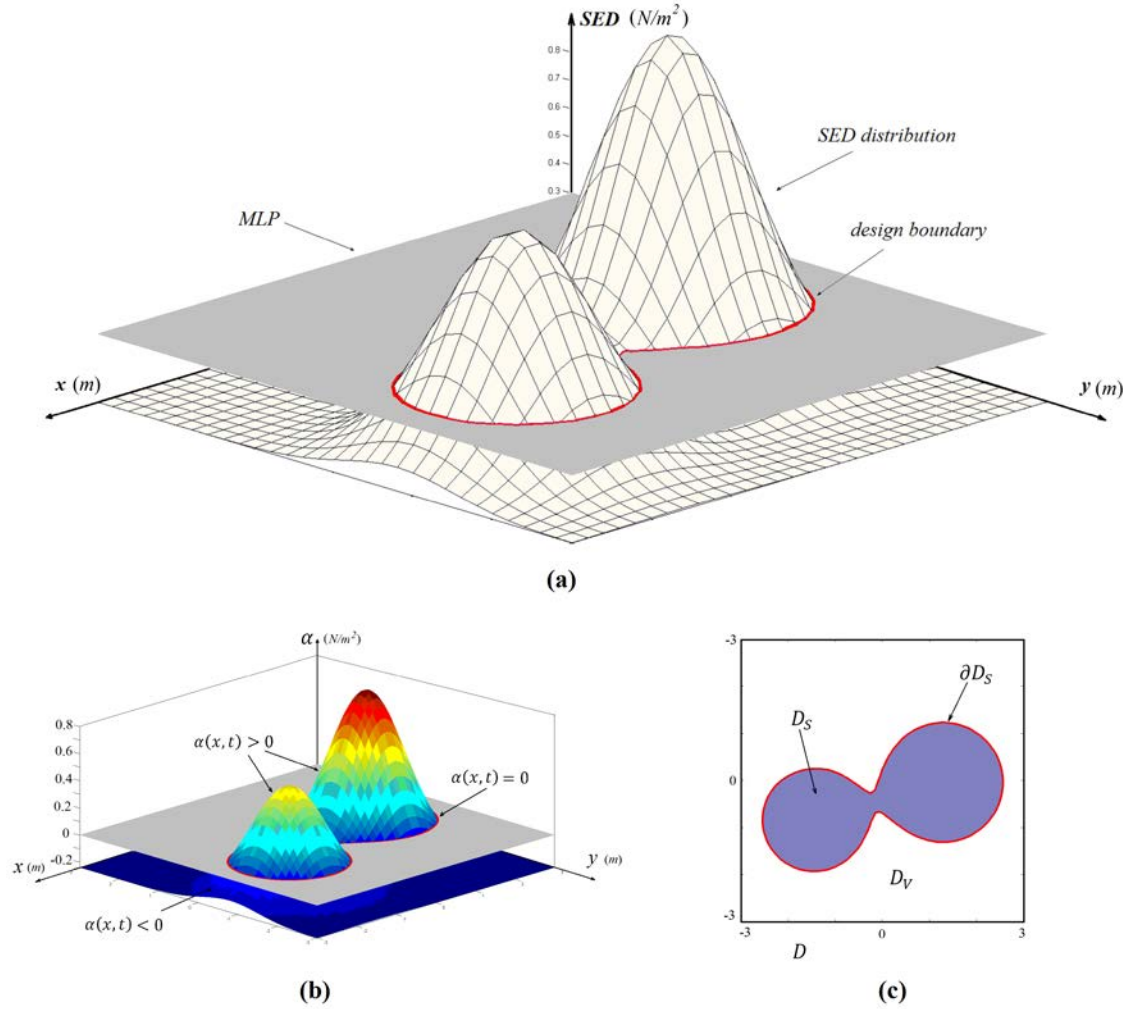 SED (N/m²)
0.8
0.7
0.6
0.5
0.4
0.3
SED distribution
MLP
design boundary
x (m)
y (m)
(a)
α (N/m²)
0.8
0.6
0.4
0.2
0
-0.2
α(x,t) > 0
α(x,t) = 0
x (m)
y (m)
α(x,t) < 0
(b)
-3
∂D_S
D_S
0
D_V
-3
-3
0
3
D
(c)